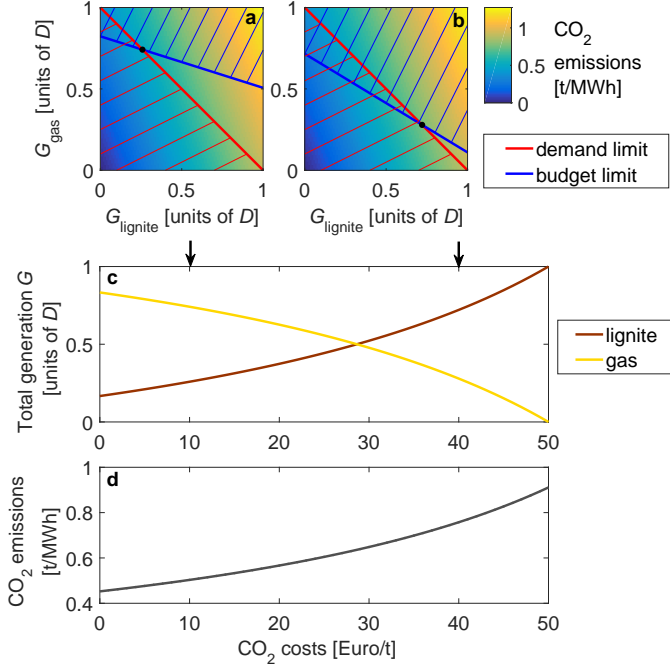 a
b
G_gas [units of D]
1
0.5
0
0
0.5
1
G_lignite [units of D]
1
0.5
0
0
0.5
1
G_lignite [units of D]
1
0.5
0
CO₂
emissions
[t/MWh]
demand limit
budget limit
c
Total generation G
[units of D]
1
0.5
0
0
10
20
30
40
50
lignite
gas
d
CO₂ emissions
[t/MWh]
1
0.8
0.6
0.4
0
10
20
30
40
50
CO₂ costs [Euro/t]